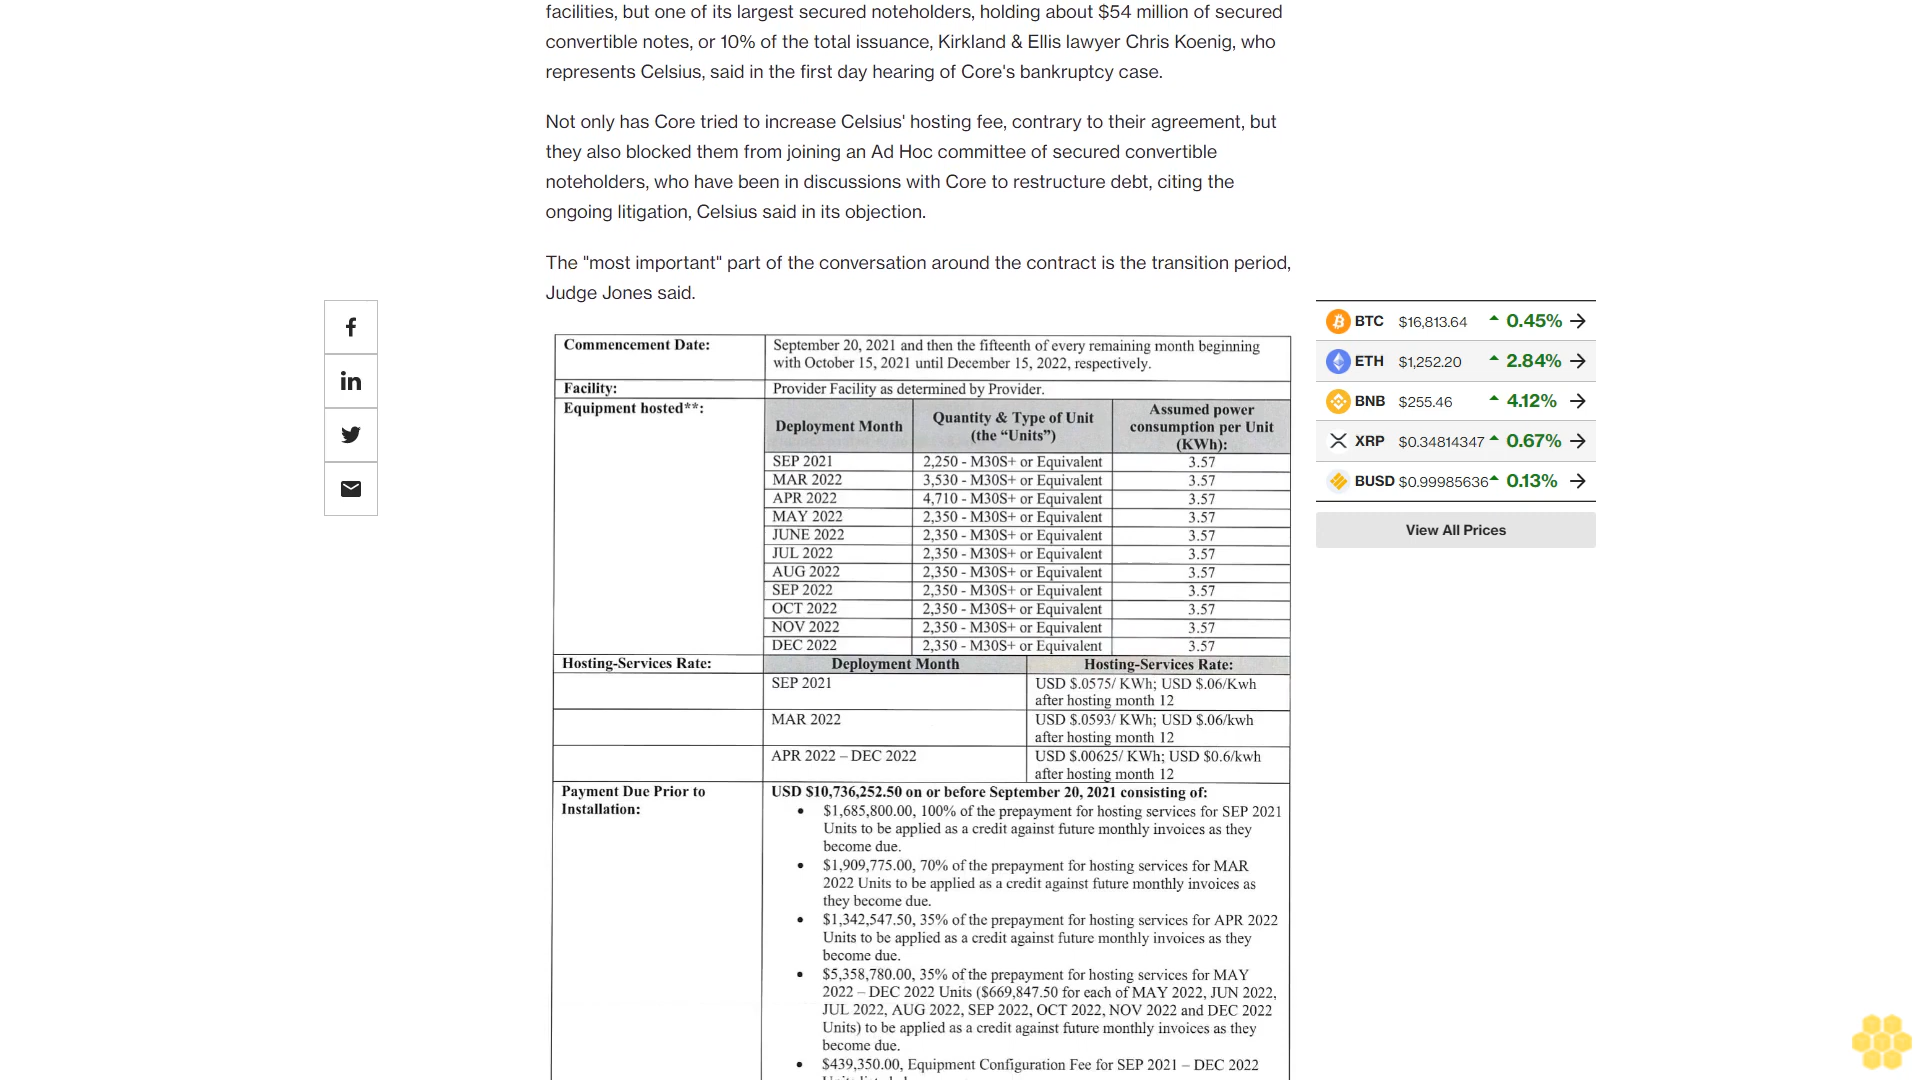 facilities, but one of its largest secured noteholders, holding about $54 million of secured
convertible notes, or 10% of the total issuance, Kirkland & Ellis lawyer Chris Koenig, who
represents Celsius, said in the first day hearing of Core's bankruptcy case.
Not only has Core tried to increase Celsius' hosting fee, contrary to their agreement, but
they also blocked them from joining an Ad Hoc committee of secured convertible
noteholders, who have been in discussions with Core to restructure debt, citing the
ongoing litigation, Celsius said in its objection.
The "most important" part of the conversation around the contract is the transition period,
Judge Jones said.
Commencement Date: September 20, 2021 and then the fifteenth of every remaining month beginning
with October 15, 2021 until December 15, 2022, respectively.
Facility: Provider Facility as determined by Provider.
Equipment hosted**:
Deployment Month Quantity & Type of Unit (the “Units”) Assumed power consumption per Unit (KWh):
SEP 2021 2,250 - M30S+ or Equivalent 3.57
MAR 2022 3,530 - M30S+ or Equivalent 3.57
APR 2022 4,710 - M30S+ or Equivalent 3.57
MAY 2022 2,350 - M30S+ or Equivalent 3.57
JUNE 2022 2,350 - M30S+ or Equivalent 3.57
JUL 2022 2,350 - M30S+ or Equivalent 3.57
AUG 2022 2,350 - M30S+ or Equivalent 3.57
SEP 2022 2,350 - M30S+ or Equivalent 3.57
OCT 2022 2,350 - M30S+ or Equivalent 3.57
NOV 2022 2,350 - M30S+ or Equivalent 3.57
DEC 2022 2,350 - M30S+ or Equivalent 3.57
Hosting-Services Rate: Deployment Month Hosting-Services Rate:
SEP 2021 USD $.0575/ KWh; USD $.06/Kwh
after hosting month 12
MAR 2022 USD $.0593/ KWh; USD $.06/kwh
after hosting month 12
APR 2022 – DEC 2022 USD $.00625/ KWh; USD $0.6/kwh
after hosting month 12
Payment Due Prior to
Installation:
USD $10,736,252.50 on or before September 20, 2021 consisting of:
• $1,685,800.00, 100% of the prepayment for hosting services for SEP 2021
Units to be applied as a credit against future monthly invoices as they
become due.
• $1,909,775.00, 70% of the prepayment for hosting services for MAR
2022 Units to be applied as a credit against future monthly invoices as
they become due.
• $1,342,547.50, 35% of the prepayment for hosting services for APR 2022
Units to be applied as a credit against future monthly invoices as they
become due.
• $5,358,780.00, 35% of the prepayment for hosting services for MAY
2022 – DEC 2022 Units ($669,847.50 for each of MAY 2022, JUN 2022,
JUL 2022, AUG 2022, SEP 2022, OCT 2022, NOV 2022 and DEC 2022
Units) to be applied as a credit against future monthly invoices as they
become due.
• $439,350.00, Equipment Configuration Fee for SEP 2021 – DEC 2022
BTC $16,813.64 0.45%
ETH $1,252.20 2.84%
BNB $255.46 4.12%
XRP $0.34814347 0.67%
BUSD $0.99985636 0.13%
View All Prices